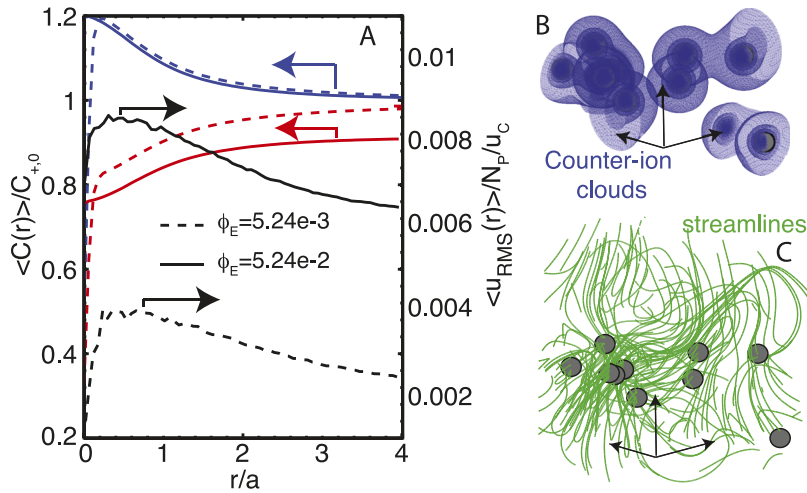 A
1.2
1
0.8
0.6
0.4
0.2
<C(r)>/C+,0
0
1
2
3
4
r/a
0.01
0.008
0.006
0.004
0.002
<uRMS(r)>/NP/uC
ϕE=5.24e-3
ϕE=5.24e-2
B
Counter-ion
clouds
streamlines
C